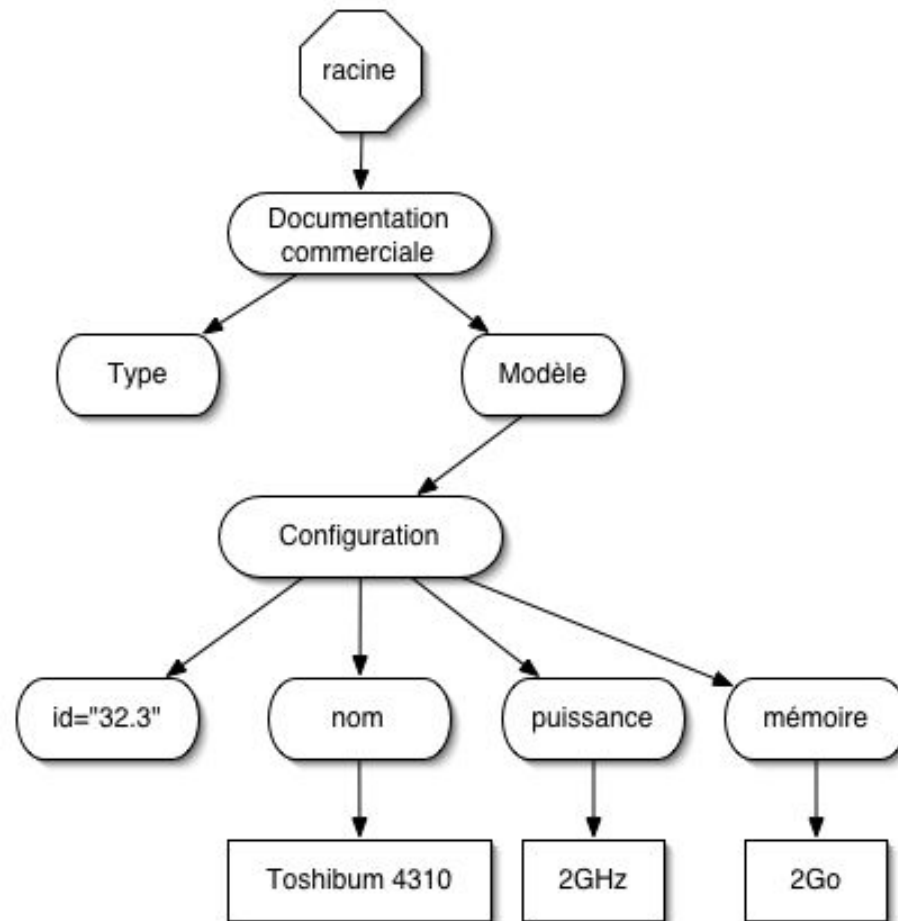 racine
Documentation
commerciale
Type
Modèle
Configuration
id="32.3"
nom
puissance
mémoire
Toshibum 4310
2GHz
2Go